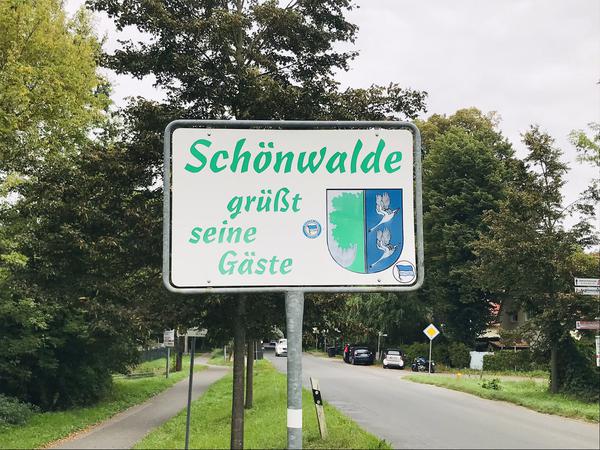 Schönwalde
grüßt
seine
Gäste